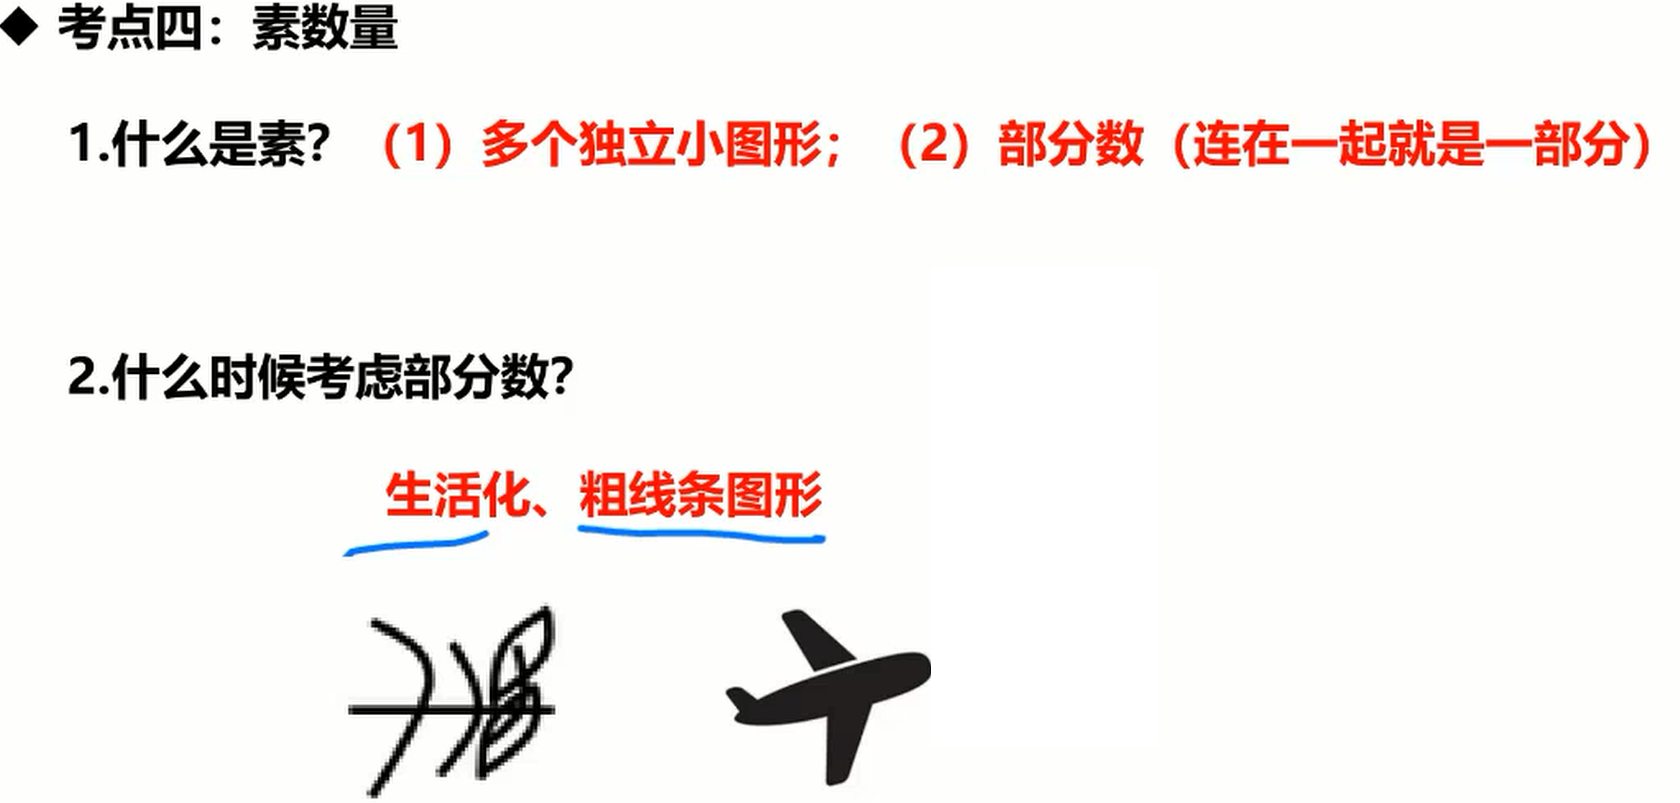 ◆ 考点四：素数量
1.什么是素？（1）多个独立小图形；（2）部分数（连在一起就是一部分）
2.什么时候考虑部分数？
生活化、粗线条图形